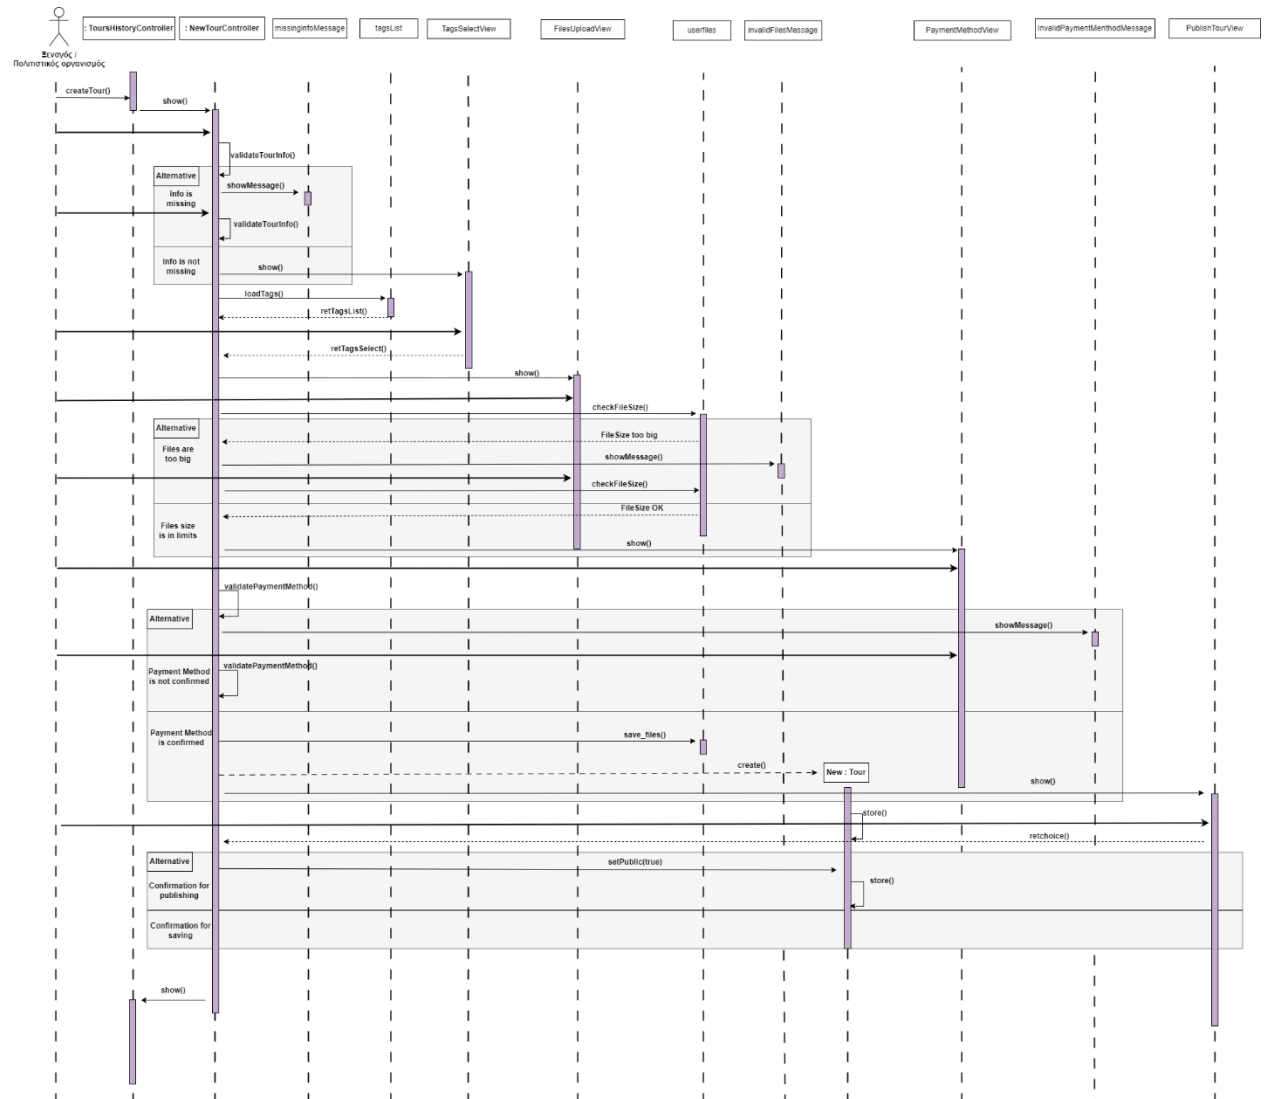 : ToursHistoryController
: NewTourController
missinginfoMessage
tagsList
TagsSelectView
FilesUploadView
userfiles
invalidFilesMessage
PaymentMethodView
invalidPaymentMenthodMessage
PublishTourView
Ξεναγός /
Πολιτιστικός οργανισμός
createTour()
show()
validateTourInfo()
Alternative
Info is
missing
showMessage()
validateTourInfo()
Info is not
missing
show()
loadTags()
retTagsList()
retTagsSelect()
show()
checkFileSize()
Alternative
Files are
too big
FileSize too big
showMessage()
checkFileSize()
FileSize OK
Files size
is in limits
show()
validatePaymentMethod()
Alternative
showMessage()
validatePaymentMethod()
Payment Method
is not confirmed
Payment Method
is confirmed
save_files()
create()
New : Tour
show()
store()
retchoice()
Alternative
setPublic(true)
Confirmation for
publishing
store()
Confirmation for
saving
show()